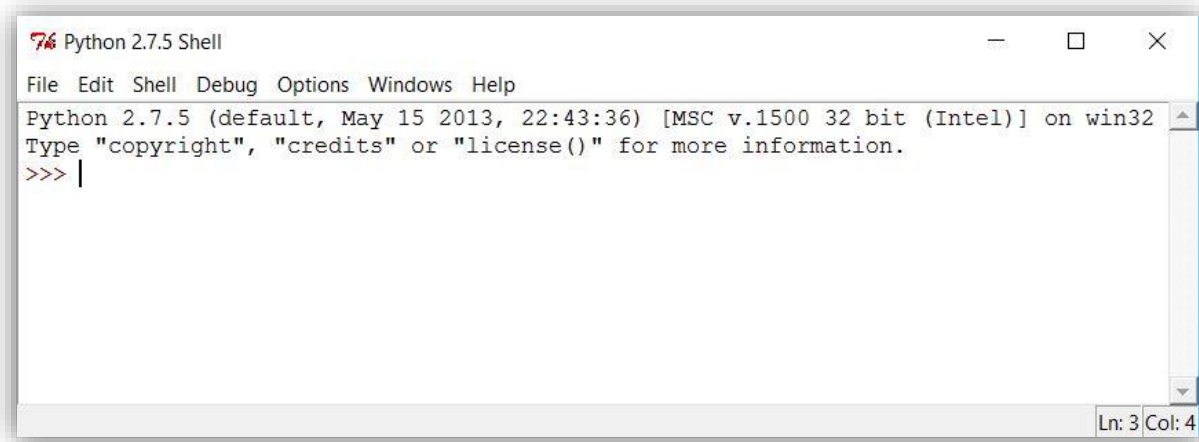 Python 2.7.5 Shell
File Edit Shell Debug Options Windows Help
Python 2.7.5 (default, May 15 2013, 22:43:36) [MSC v.1500 32 bit (Intel)] on win32
Type "copyright", "credits" or "license()" for more information.
>>>
Ln: 3 Col: 4